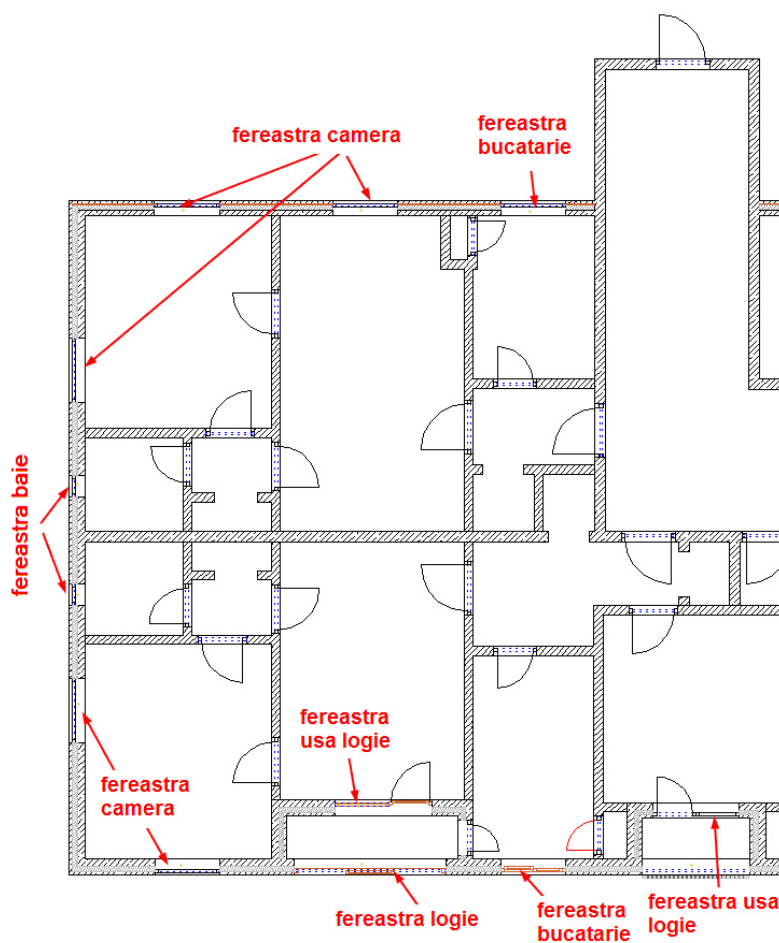 fereastra camera
fereastra
bucatarie
fereastra baie
fereastra
usa logie
fereastra
camera
fereastra logie
fereastra
bucatarie
fereastra usa
logie